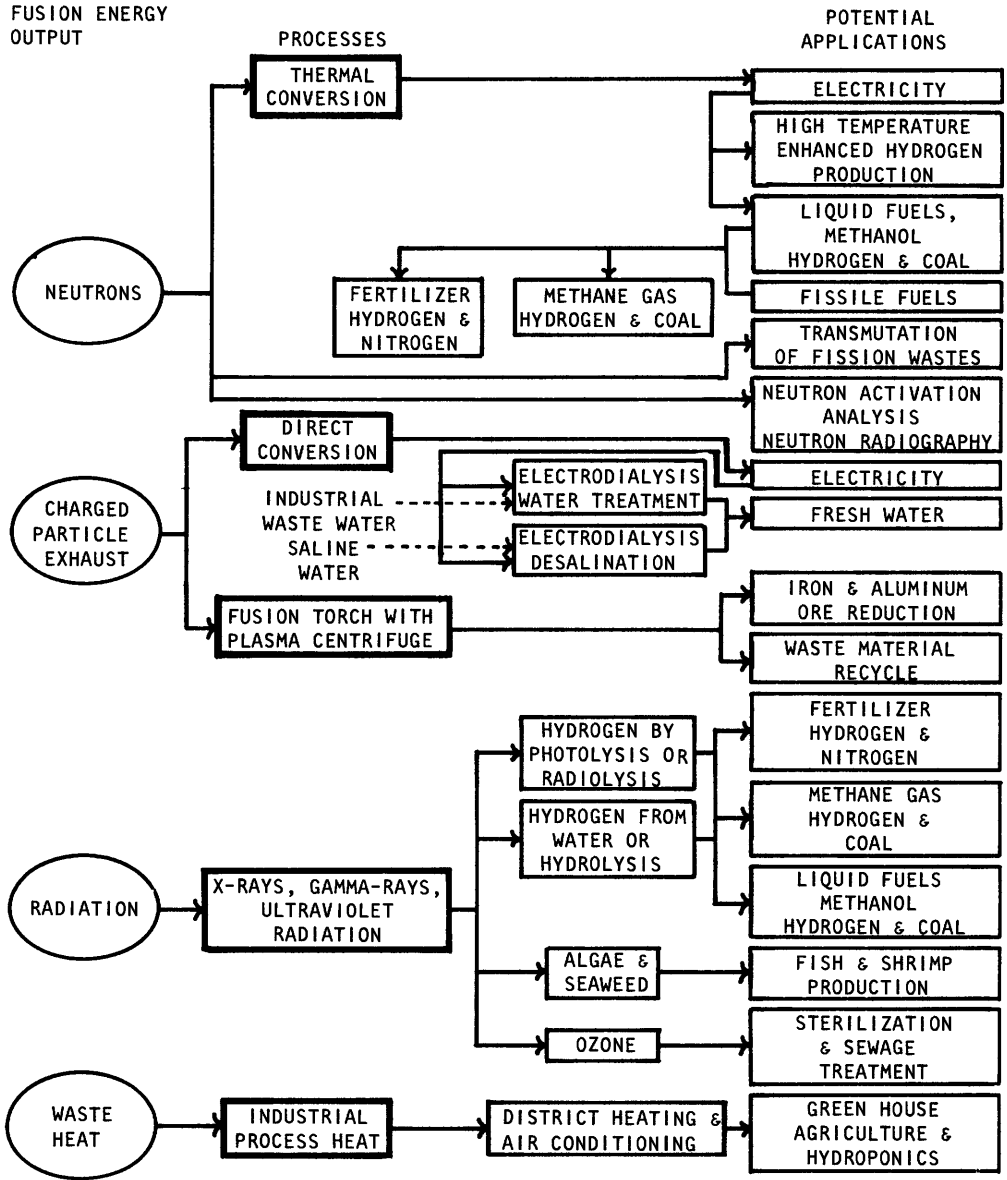 FUSION ENERGY
OUTPUT
PROCESSES
POTENTIAL
APPLICATIONS
THERMAL
CONVERSION
ELECTRICITY
HIGH TEMPERATURE
ENHANCED HYDROGEN
PRODUCTION
LIQUID FUELS,
METHANOL
HYDROGEN & COAL
NEUTRONS
FERTILIZER
HYDROGEN &
NITROGEN
METHANE GAS
HYDROGEN & COAL
FISSILE FUELS
TRANSMUTATION
OF FISSION WASTES
NEUTRON ACTIVATION
ANALYSIS
NEUTRON RADIOGRAPHY
CHARGED
PARTICLE
EXHAUST
DIRECT
CONVERSION
ELECTRICITY
INDUSTRIAL
WASTE WATER
SALINE
WATER
ELECTRODIALYSIS
WATER TREATMENT
ELECTRODIALYSIS
DESALINATION
FRESH WATER
FUSION TORCH WITH
PLASMA CENTRIFUGE
IRON & ALUMINUM
ORE REDUCTION
WASTE MATERIAL
RECYCLE
RADIATION
X-RAYS, GAMMA-RAYS,
ULTRAVIOLET
RADIATION
HYDROGEN BY
PHOTOLYSIS OR
RADIOLYSIS
HYDROGEN FROM
WATER OR
HYDROLYSIS
FERTILIZER
HYDROGEN &
NITROGEN
METHANE GAS
HYDROGEN &
COAL
LIQUID FUELS
METHANOL
HYDROGEN & COAL
ALGAE &
SEAWEED
FISH & SHRIMP
PRODUCTION
OZONE
STERILIZATION
& SEWAGE
TREATMENT
WASTE
HEAT
INDUSTRIAL
PROCESS HEAT
DISTRICT HEATING &
AIR CONDITIONING
GREEN HOUSE
AGRICULTURE &
HYDROPONICS